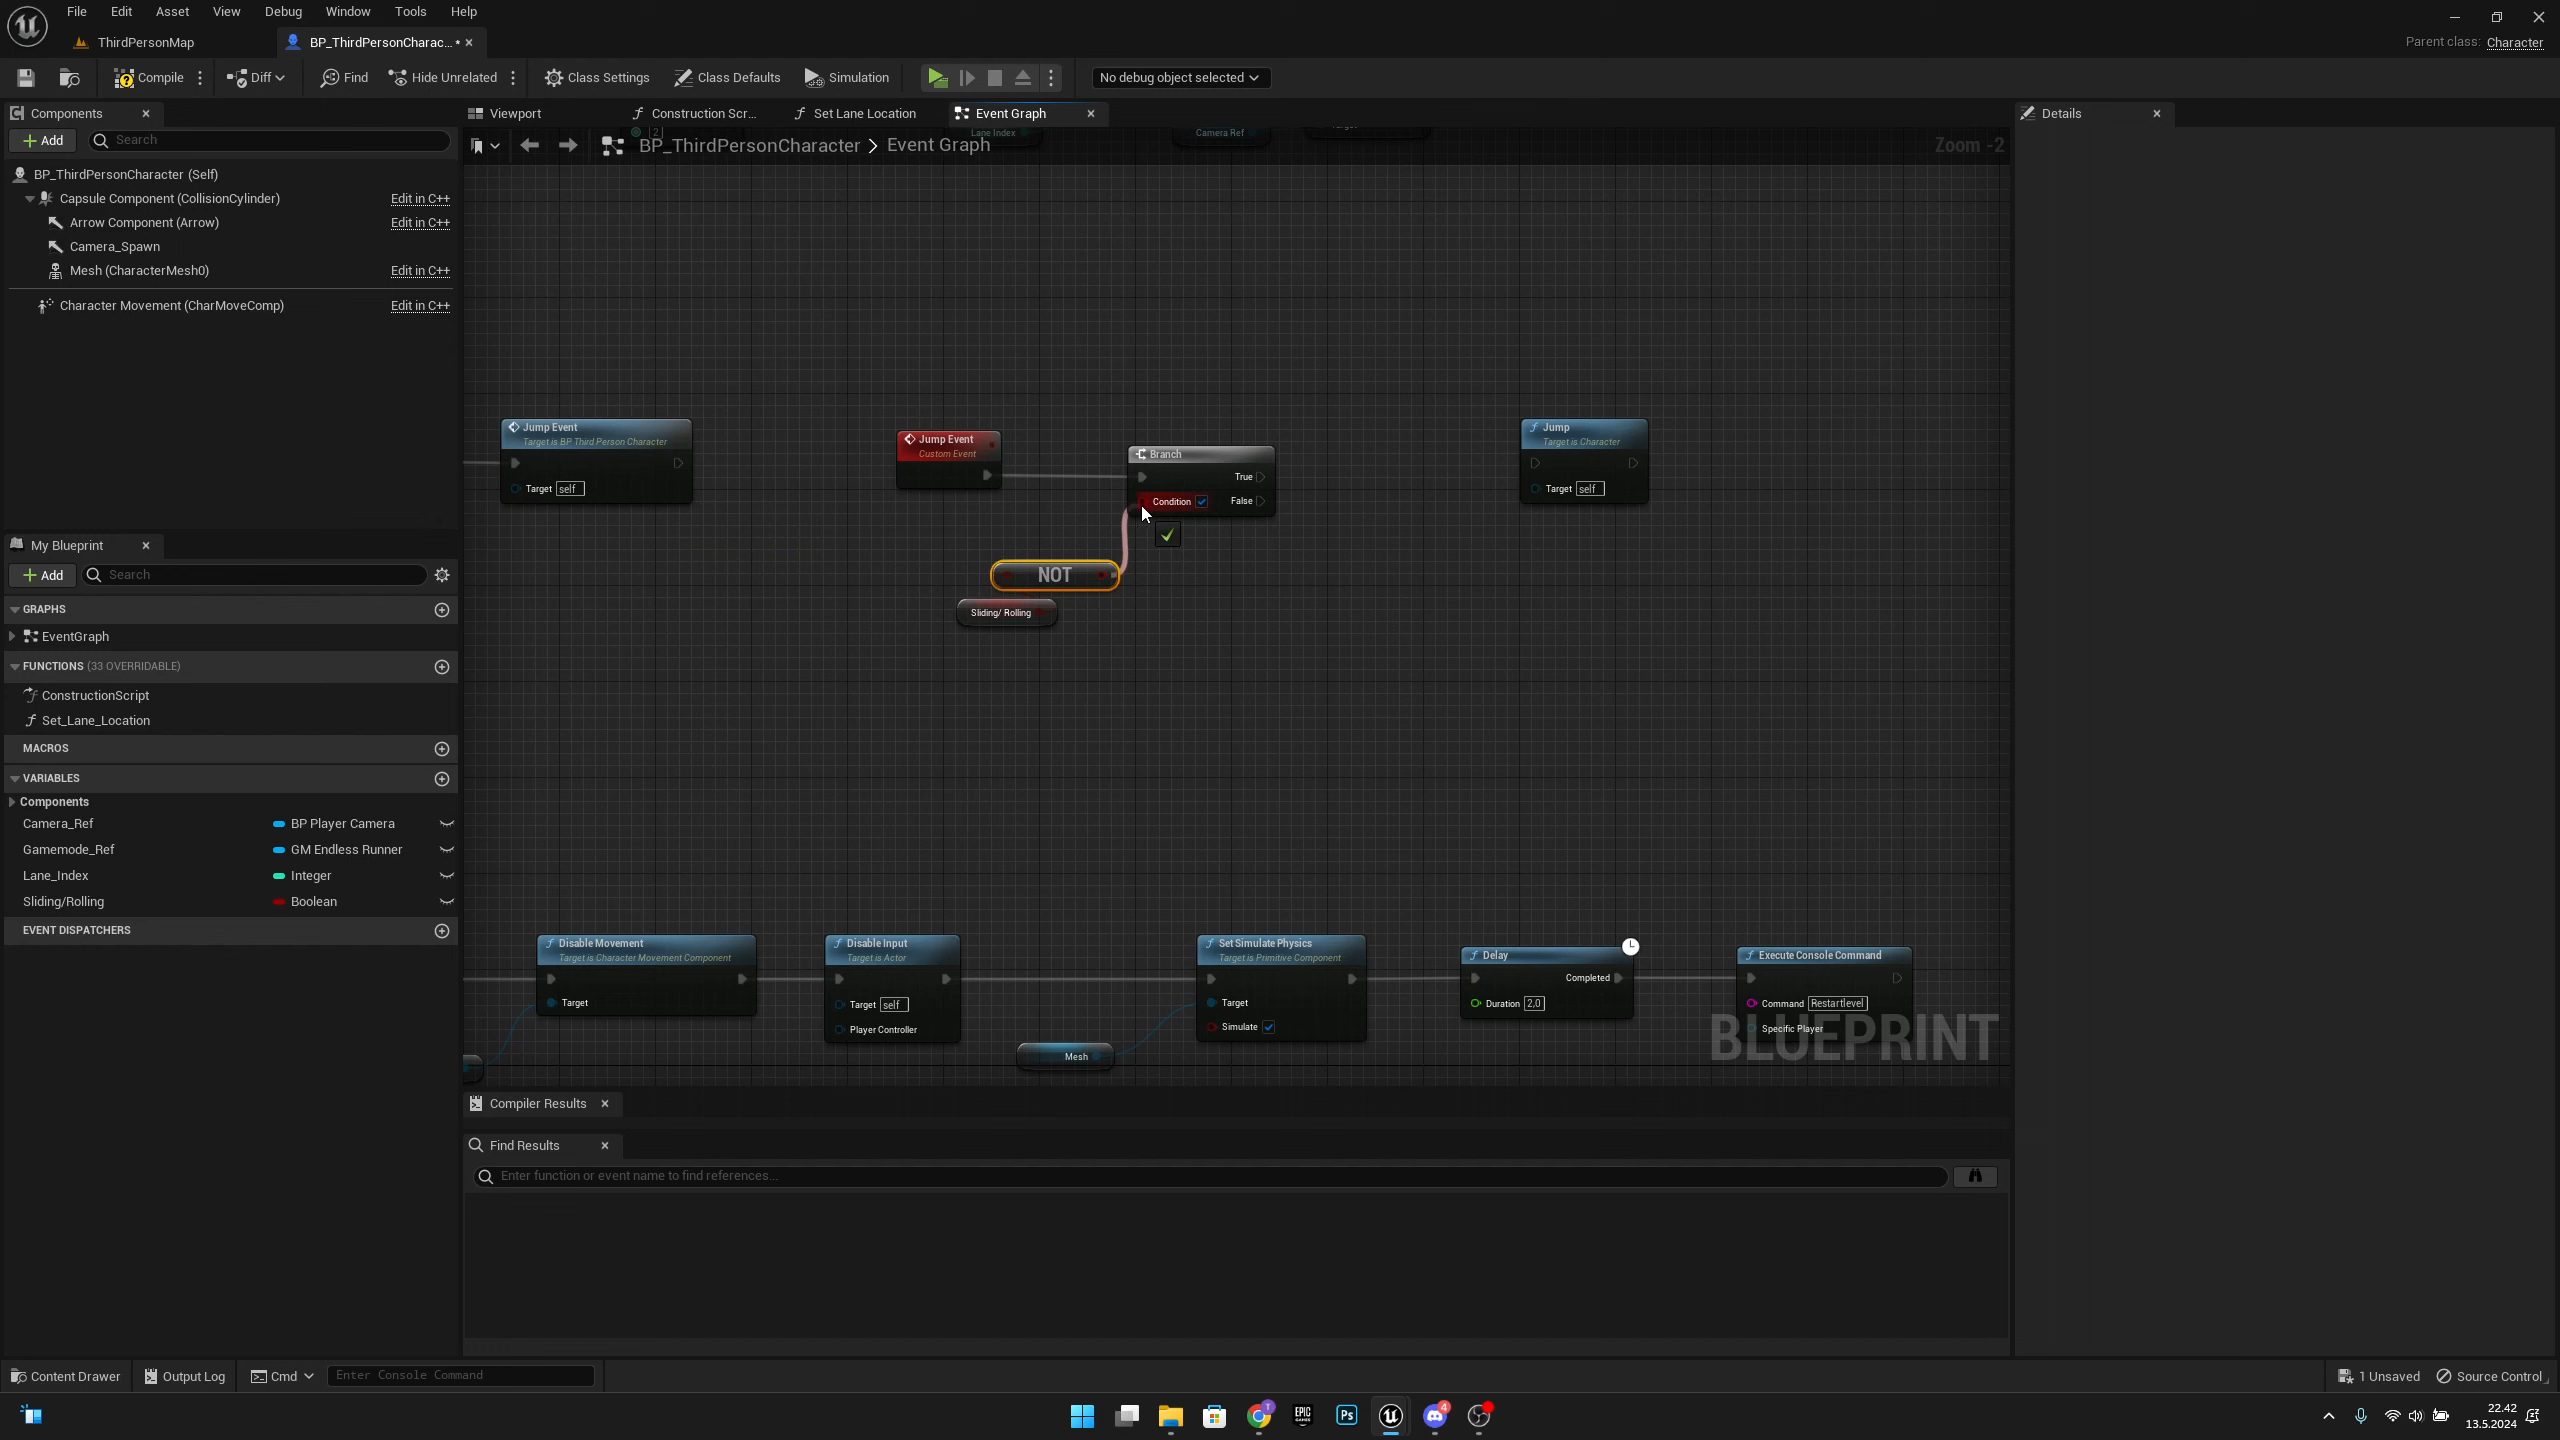 File Edit Asset View Debug Window Tools Help
ThirdPersonMap
BP_ThirdPersonCharac... •
Parent class: Character
Compile
Diff
Find
Hide Unrelated
Class Settings
Class Defaults
Simulation
No debug object selected
Components
Add
Search
BP_ThirdPersonCharacter (Self)
Capsule Component (CollisionCylinder) Edit in C++
Arrow Component (Arrow) Edit in C++
Camera_Spawn
Mesh (CharacterMesh0) Edit in C++
Character Movement (CharMoveComp) Edit in C++
My Blueprint
Add
Search
GRAPHS
EventGraph
FUNCTIONS (33 OVERRIDABLE)
ConstructionScript
Set_Lane_Location
MACROS
VARIABLES
Components
Camera_Ref BP Player Camera
Gamemode_Ref GM Endless Runner
Lane_Index Integer
Sliding/Rolling Boolean
EVENT DISPATCHERS
Viewport
Construction Scr...
Set Lane Location
Event Graph
2
Lane Index
Camera Ref
BP_ThirdPersonCharacter > Event Graph
Zoom -2
Jump Event
Target is BP Third Person Character
Target self
Jump Event
Custom Event
Branch
True
Condition
False
NOT
Sliding/ Rolling
Jump
Target is Character
Target self
Disable Movement
Target is Character Movement Component
Target
Disable Input
Target is Actor
Target self
Player Controller
Set Simulate Physics
Target is Primitive Component
Target
Simulate
Mesh
Delay
Completed
Duration 2,0
Execute Console Command
Command Restartlevel
Specific Player
BLUEPRINT
Compiler Results
Find Results
Enter function or event name to find references...
Details
Content Drawer
Output Log
Cmd
Enter Console Command
1 Unsaved
Source Control
T
EPIC GAMES
Ps
4
22.42
13.5.2024